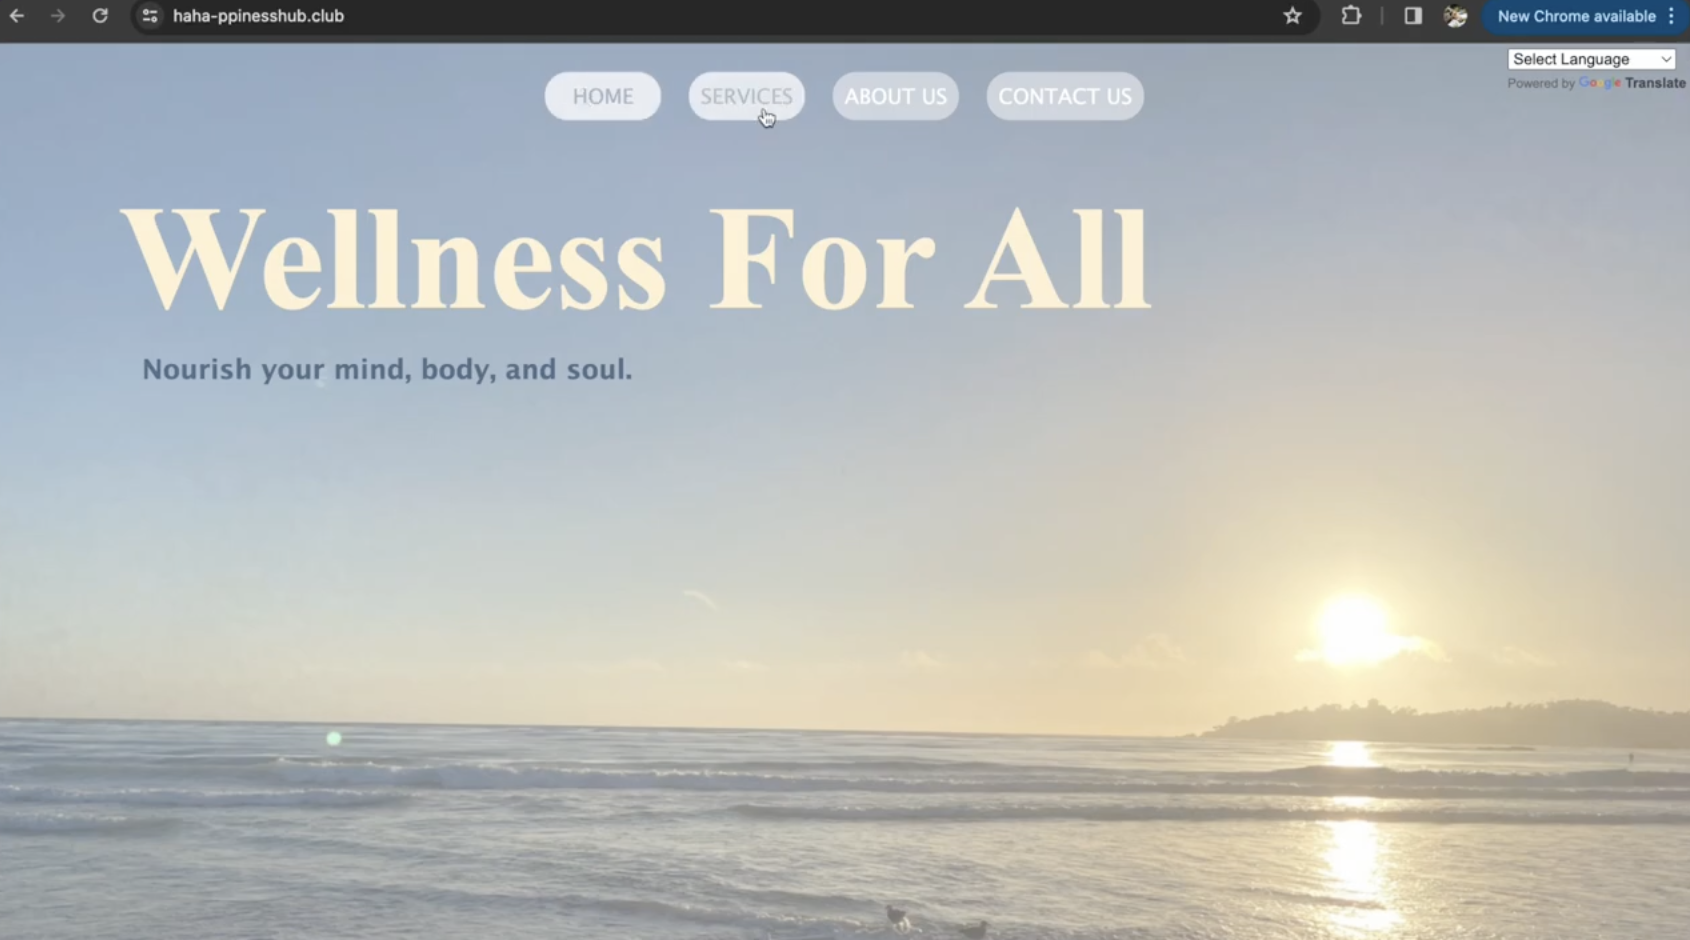 haha-ppinesshub.club
New Chrome available
Select Language
Powered by Google Translate
HOME SERVICES ABOUT US CONTACT US
Wellness For All
Nourish your mind, body, and soul.